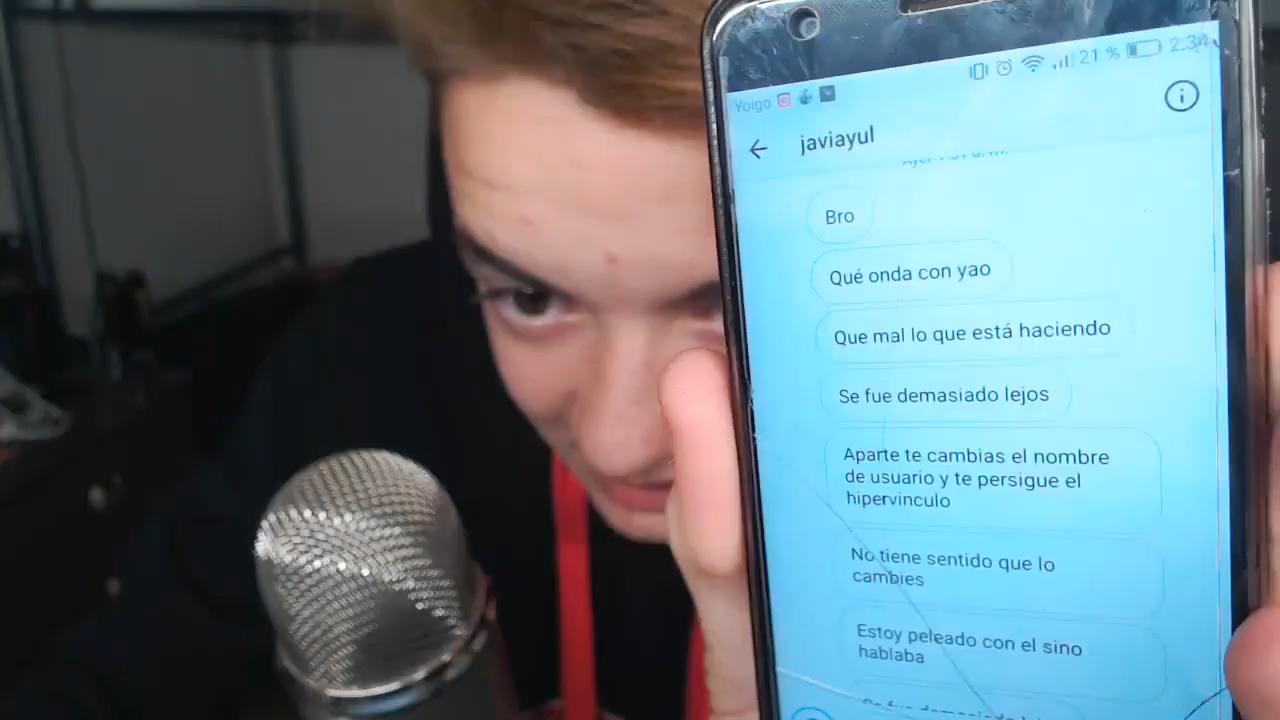 21 % 2:34
Yoigo
javiayul
Bro
Qué onda con yao
Que mal lo que está haciendo
Se fue demasiado lejos
Aparte te cambias el nombre
de usuario y te persigue el
hipervinculo
No tiene sentido que lo
cambies
Estoy peleado con el sino
hablaba